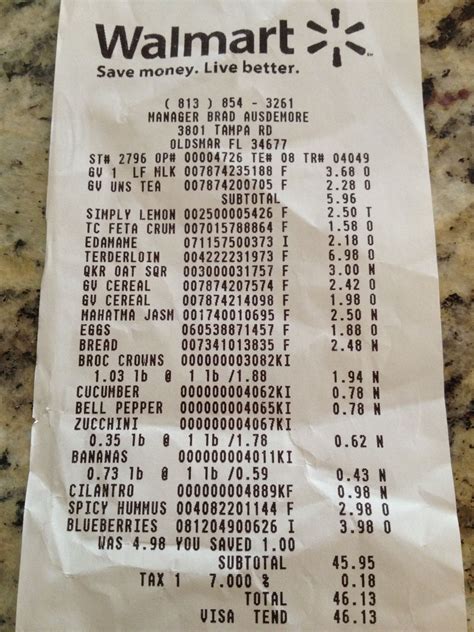 Walmart
Save money. Live better.
( 813 ) 854 - 3261
MANAGER BRAD AUSDEMORE
3801 TAMPA RD
OLDSMAR FL 34677
ST# 2796 OP# 00004726 TE# 08 TR# 04049
GV 1 LF MLK 007874235188 F 3.68 O
GV UNS TEA 007874200705 F 2.28 O
SUBTOTAL 5.96
SIMPLY LEMON 002500005426 F 2.50 T
TC FETA CRUM 007015788864 F 1.58 O
EDAMAME 071157500373 I 2.18 O
TERDERLOIN 004222231973 F 6.98 O
QKR OAT SQR 003000031757 F 3.00 N
GV CEREAL 007874207574 F 2.42 O
GV CEREAL 007874214098 F 1.98 O
MAHATMA JASM 001740010695 F 2.50 N
EGGS 060538871457 F 1.88 O
BREAD 007341013835 F 2.48 N
BROC CROWNS 000000003082KI
1.03 lb @ 1 lb /1.88 1.94 N
CUCUMBER 000000004062KI 0.78 N
BELL PEPPER 000000004065KI 0.78 N
ZUCCHINI 000000004067KI
0.35 lb @ 1 lb /1.78 0.62 N
BANANAS 000000004011KI
0.73 lb @ 1 lb /0.59 0.43 N
CILANTRO 000000004889KF 0.98 N
SPICY HUMMUS 004082201144 F 2.98 O
BLUEBERRIES 081204900626 I 3.98 O
WAS 4.98 YOU SAVED 1.00
SUBTOTAL 45.95
TAX 1 7.000 % 0.18
TOTAL 46.13
VISA TEND 46.13